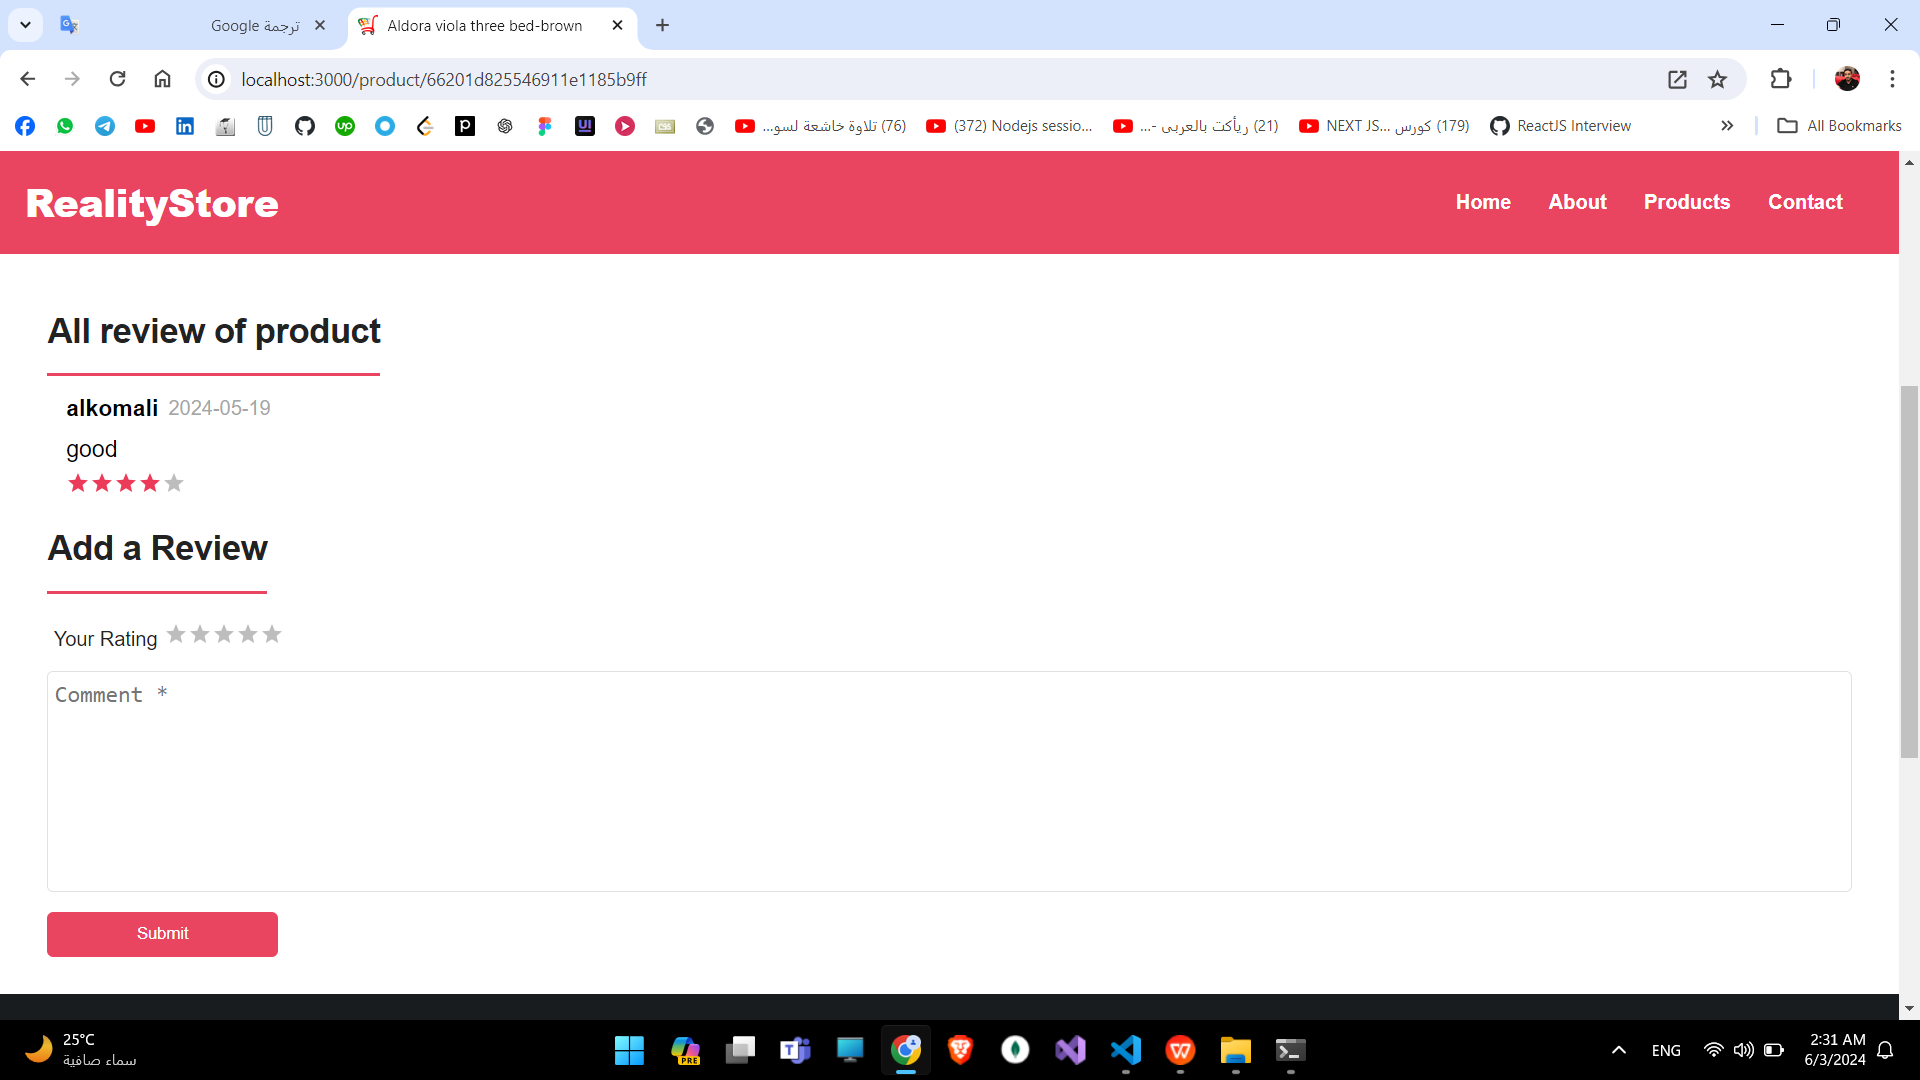 ترجمة Google
Aldora viola three bed-brown
localhost:3000/product/66201d825546911e1185b9ff
(76) تلاوة خاشعة لسو...
(372) Nodejs sessio...
(21) ريأكت بالعربى -...
(179) كورس ...NEXT JS
ReactJS Interview
All Bookmarks
RealityStore
Home
About
Products
Contact
All review of product
alkomali 2024-05-19
good
Add a Review
Your Rating
Comment *
Submit
25°C
سماء صافية
PRE
ENG
2:31 AM
6/3/2024